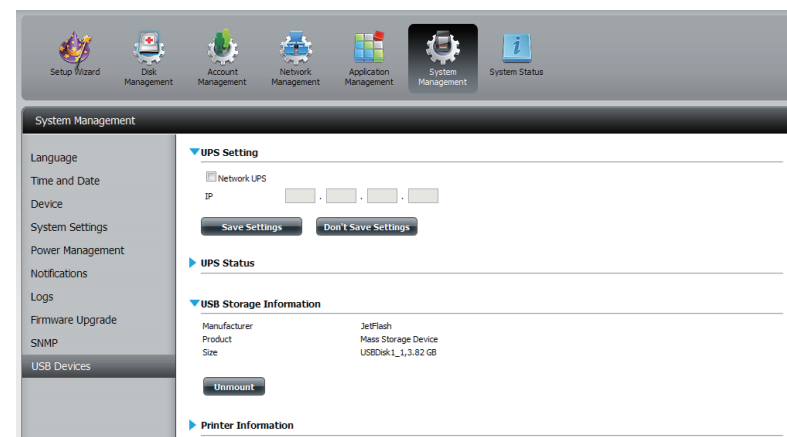 Setup Wizard
Disk Management
Account Management
Network Management
Application Management
System Management
System Status
System Management
Language
Time and Date
Device
System Settings
Power Management
Notifications
Logs
Firmware Upgrade
SNMP
USB Devices
UPS Setting
Network UPS
IP . . .
Save Settings Don't Save Settings
UPS Status
USB Storage Information
Manufacturer JetFlash
Product Mass Storage Device
Size USBDisk1_1,3.82 GB
Unmount
Printer Information